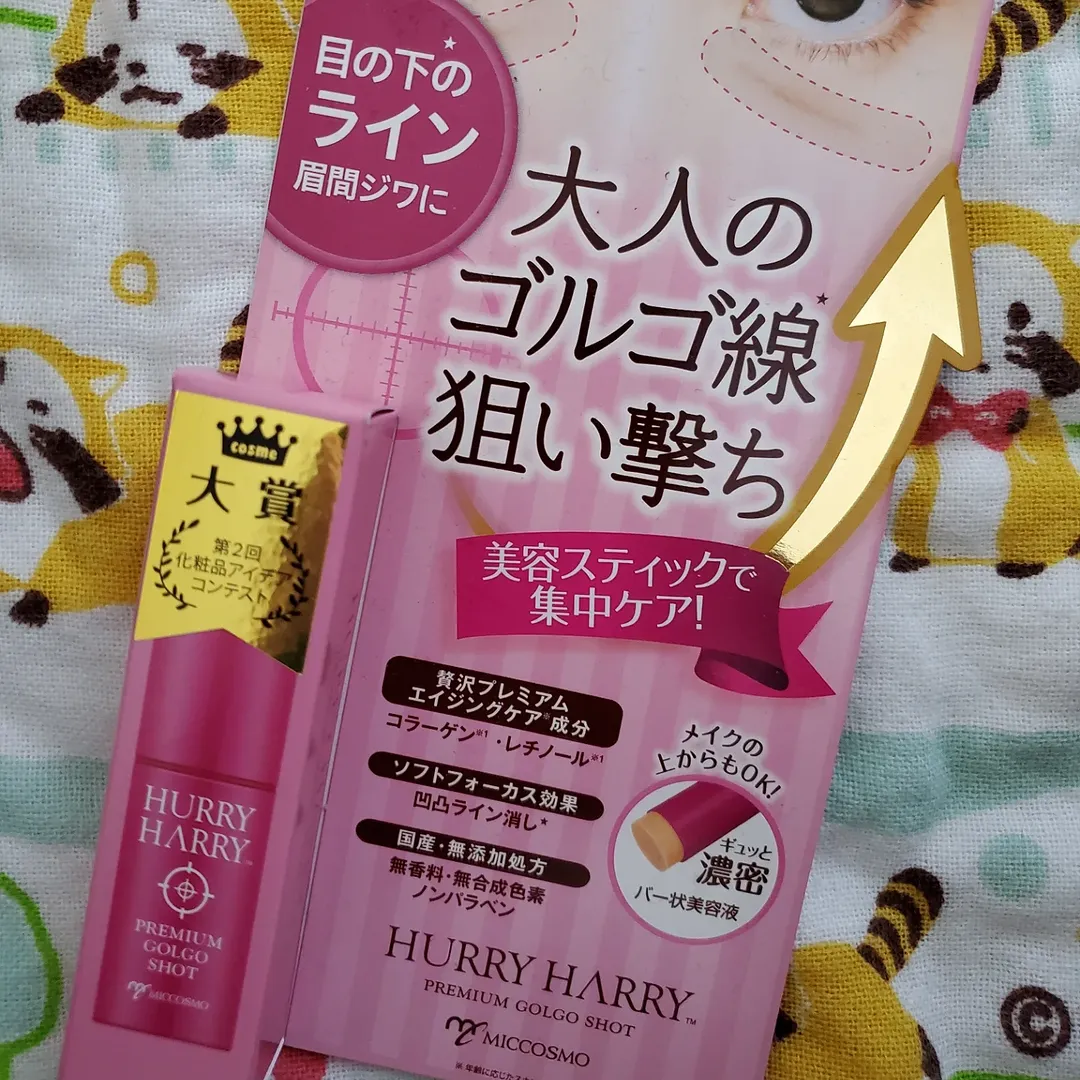 目の下の★
ライン
眉間ジワに
大人の
ゴルゴ線★
狙い撃ち
美容スティックで
集中ケア!
贅沢プレミアム
エイジングケア※成分
コラーゲン※1・レチノール※1
ソフトフォーカス効果
凹凸ライン消し★
国産・無添加処方
無香料・無合成色素
ノンパラベン
メイクの
上からもOK!
ギュッと
濃密
バー状美容液
HURRY HARRY™
PREMIUM GOLGO SHOT
MICCOSMO
cosme
大賞
第2回
化粧品アイデア
コンテスト
HURRY
HARRY™
PREMIUM
GOLGO
SHOT
MICCOSMO
©